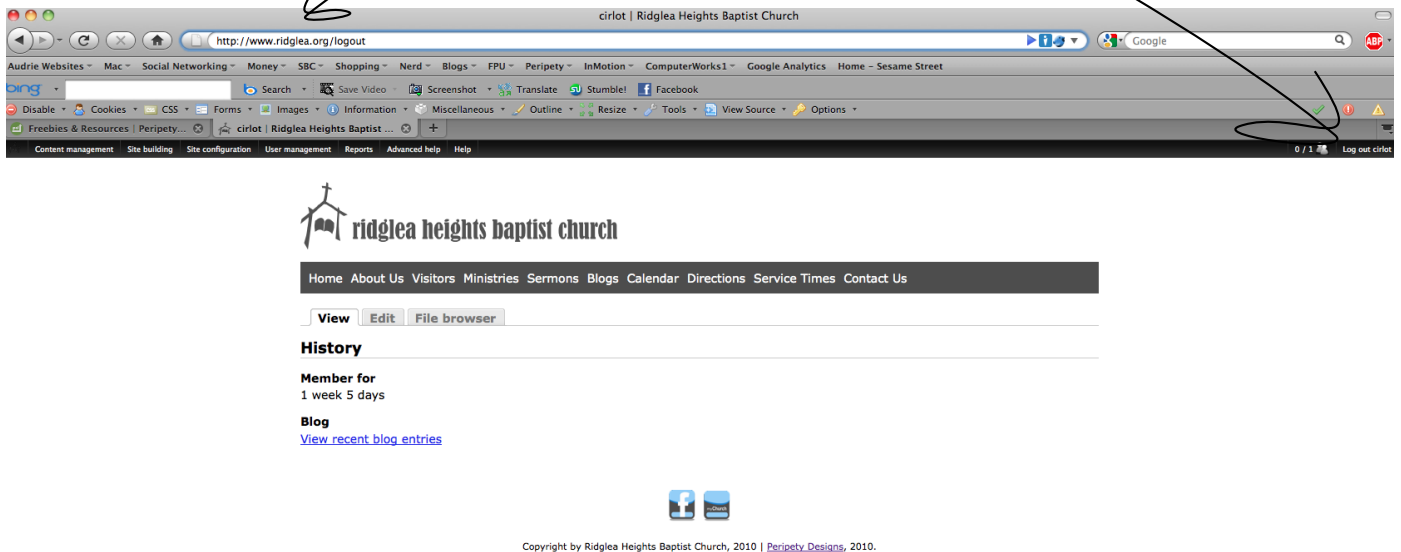 cirlot | Ridglea Heights Baptist Church
http://www.ridglea.org/logout Google ABP
Audrie Websites Mac Social Networking Money SBC Shopping Nerd Blogs FPU Peripety InMotion ComputerWorks1 Google Analytics Home – Sesame Street
bing Search Save Video Screenshot Translate Stumble! Facebook
Disable Cookies CSS Forms Images Information Miscellaneous Outline Resize Tools View Source Options
Freebies & Resources | Peripety... cirlot | Ridglea Heights Baptist ... +
Content management Site building Site configuration User management Reports Advanced help Help 0 / 1 Log out cirlot
ridglea heights baptist church
Home About Us Visitors Ministries Sermons Blogs Calendar Directions Service Times Contact Us
View Edit File browser
History
Member for
1 week 5 days
Blog
View recent blog entries
Copyright by Ridglea Heights Baptist Church, 2010 | Peripety Designs, 2010.